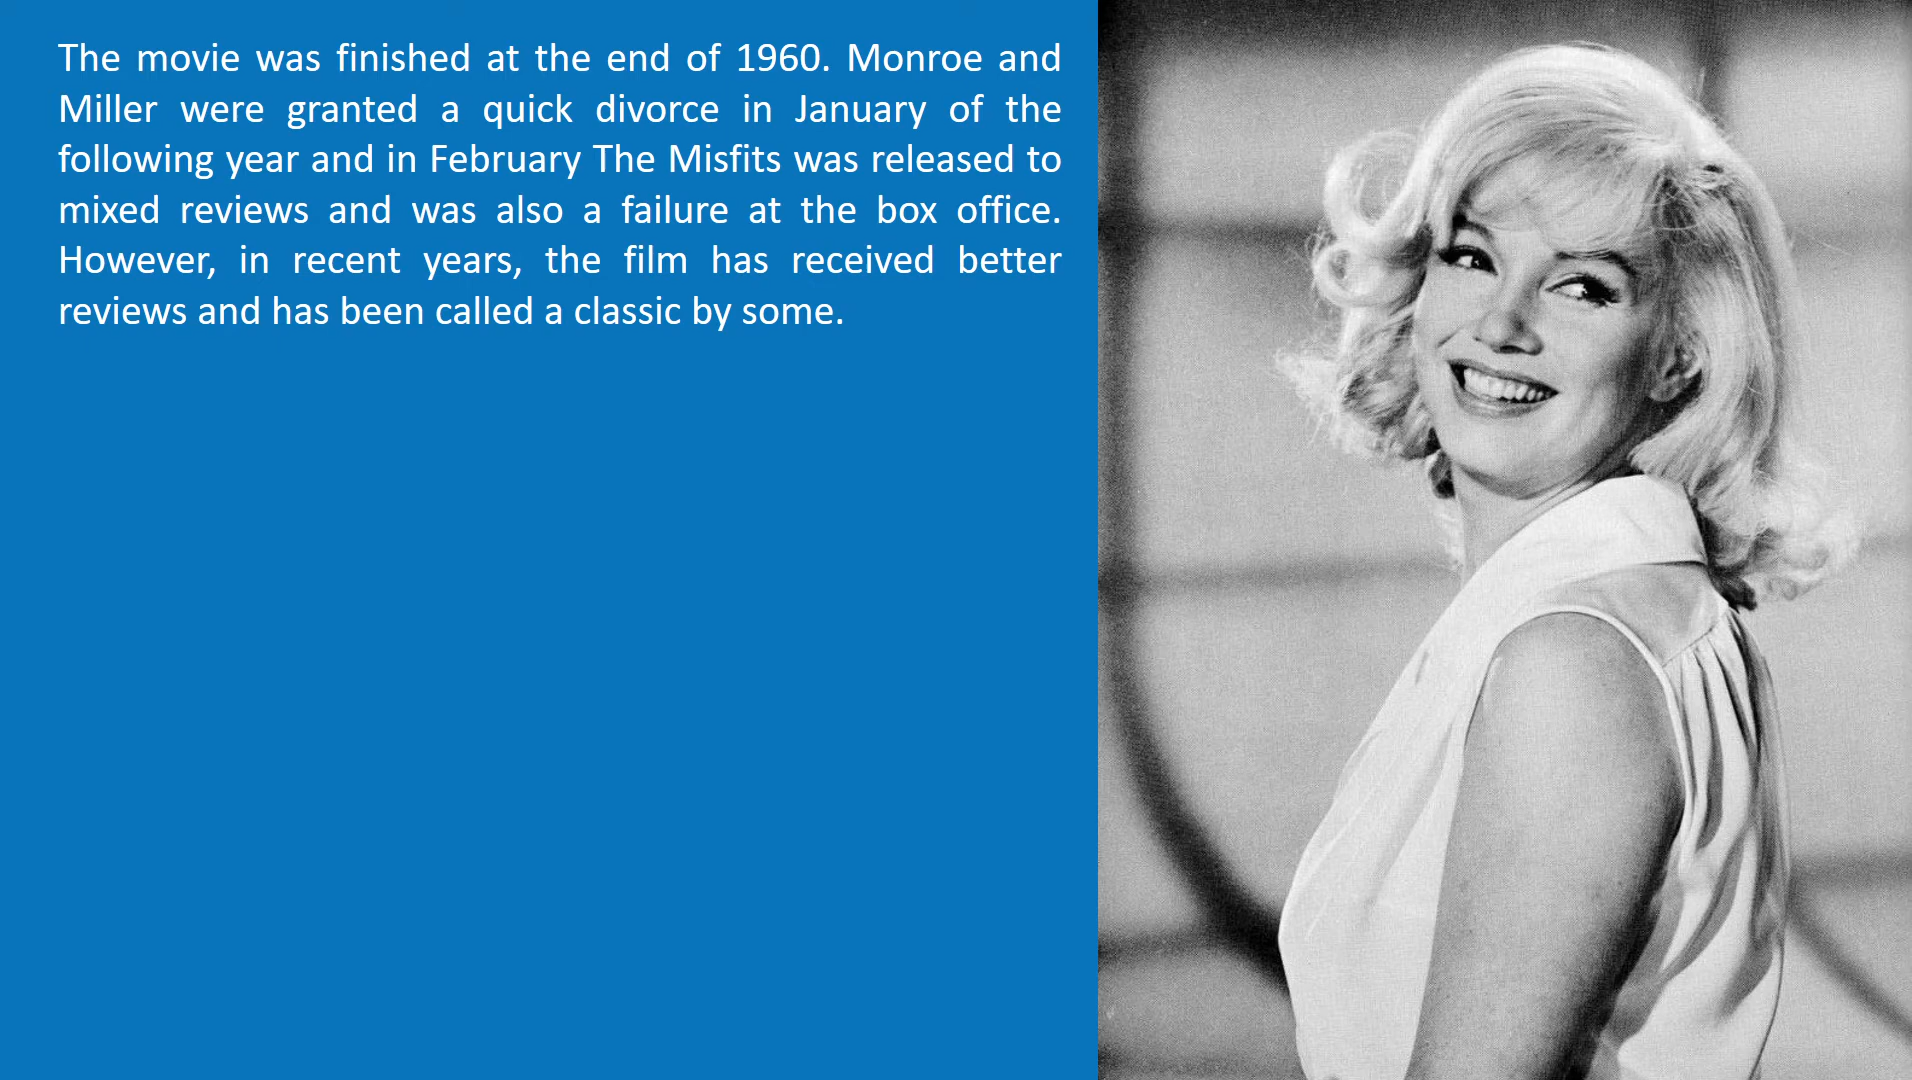 The movie was finished at the end of 1960. Monroe and
Miller were granted a quick divorce in January of the
following year and in February The Misfits was released to
mixed reviews and was also a failure at the box office.
However, in recent years, the film has received better
reviews and has been called a classic by some.